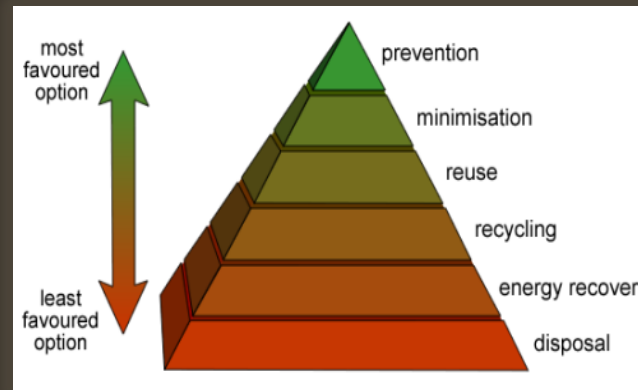 most
favoured
option
prevention
minimisation
reuse
recycling
energy recover
disposal
least
favoured
option